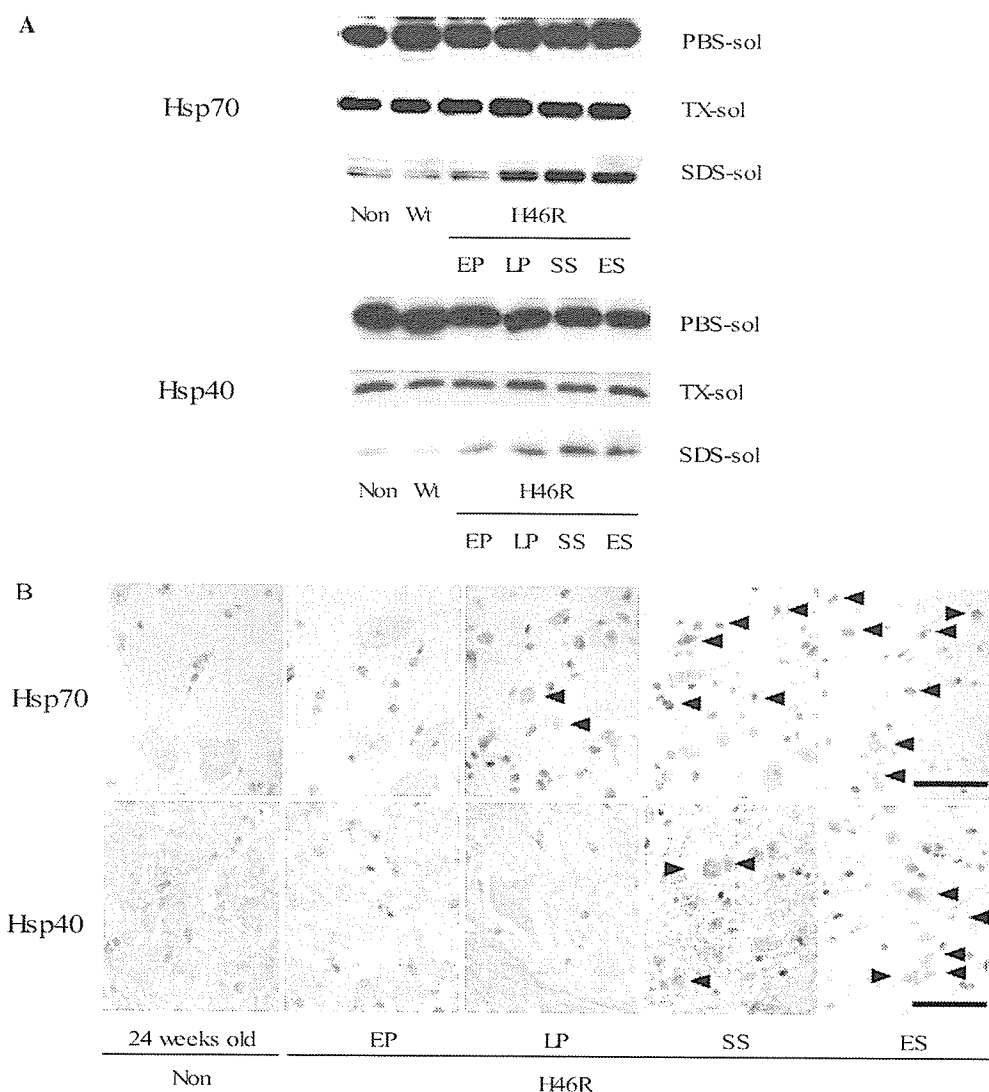 A
PBS-sol
Hsp70
TX-sol
SDS-sol
Non Wt H46R
EP LP SS ES
PBS-sol
Hsp40
TX-sol
SDS-sol
Non Wt H46R
EP LP SS ES
B
Hsp70
Hsp40
24 weeks old EP LP SS ES
Non H46R